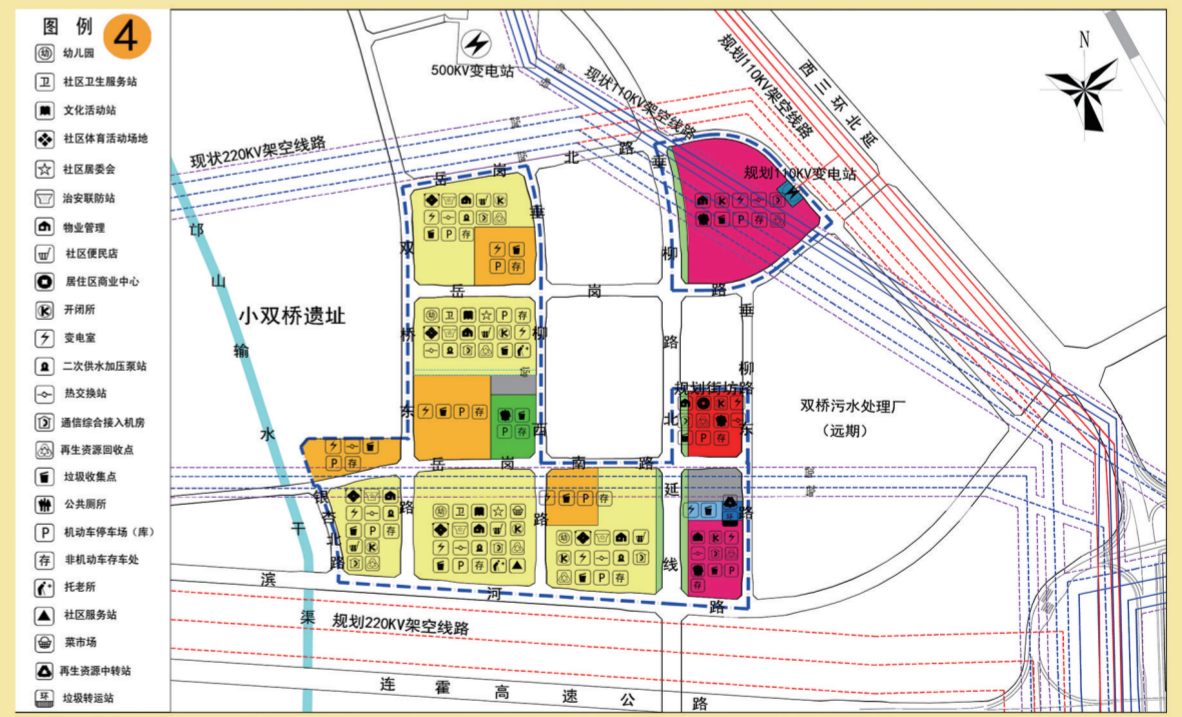 图 例
4
幼 幼儿园
卫 社区卫生服务站
文化活动站
社区体育活动场地
社区居委会
治安联防站
物业管理
社区便民店
居住区商业中心
K 开闭所
变电室
二次供水加压泵站
热交换站
通信综合接入机房
再生资源回收点
垃圾收集点
公共厕所
P 机动车停车场（库）
存 非机动车存车处
托老所
社区服务站
菜市场
再生资源中转站
环 垃圾转运站
500KV变电站
现状110KV架空线路
规划110KV架空线路
西三环北延
N
现状220KV架空线路
规划110KV变电站
岳岗北路
垂柳路
双桥东路
垂柳西路
岳岗路
小双桥遗址
邙山输水干渠
垂柳东路
规划街坊路
双桥污水处理厂
（远期）
北延线
岳岗南路
银杏北路
滨河路
规划220KV架空线路
连霍高速公路